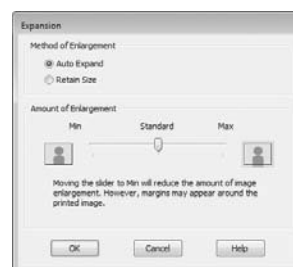 Expansion
Method of Enlargement
Auto Expand
Retain Size
Amount of Enlargement
Min Standard Max
Moving the slider to Min will reduce the amount of image
enlargement. However, margins may appear around the
printed image.
OK Cancel Help